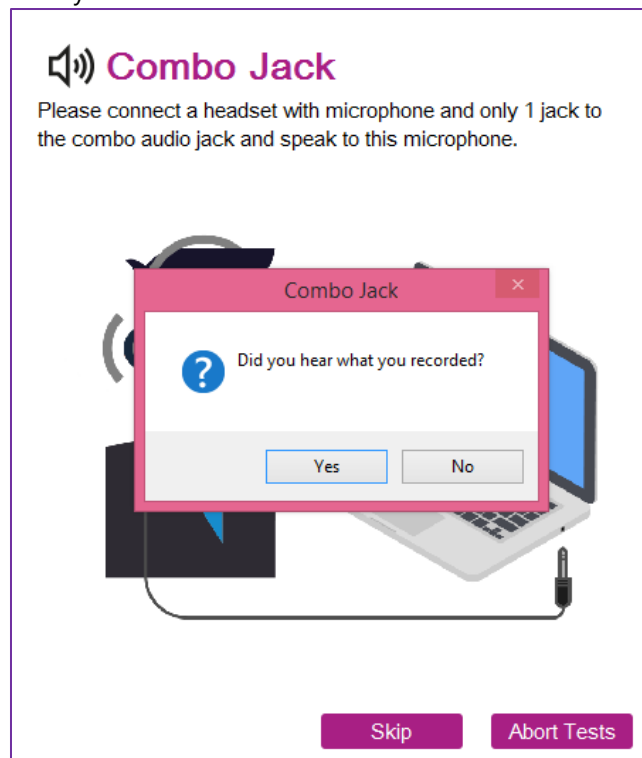 Combo Jack
Please connect a headset with microphone and only 1 jack to
the combo audio jack and speak to this microphone.
Combo Jack
Did you hear what you recorded?
Yes No
Skip Abort Tests